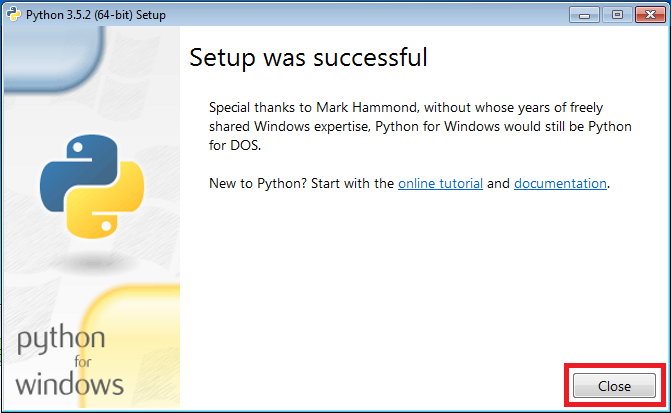 Python 3.5.2 (64-bit) Setup
Setup was successful
Special thanks to Mark Hammond, without whose years of freely
shared Windows expertise, Python for Windows would still be Python
for DOS.
New to Python? Start with the online tutorial and documentation.
python
for
windows
Close